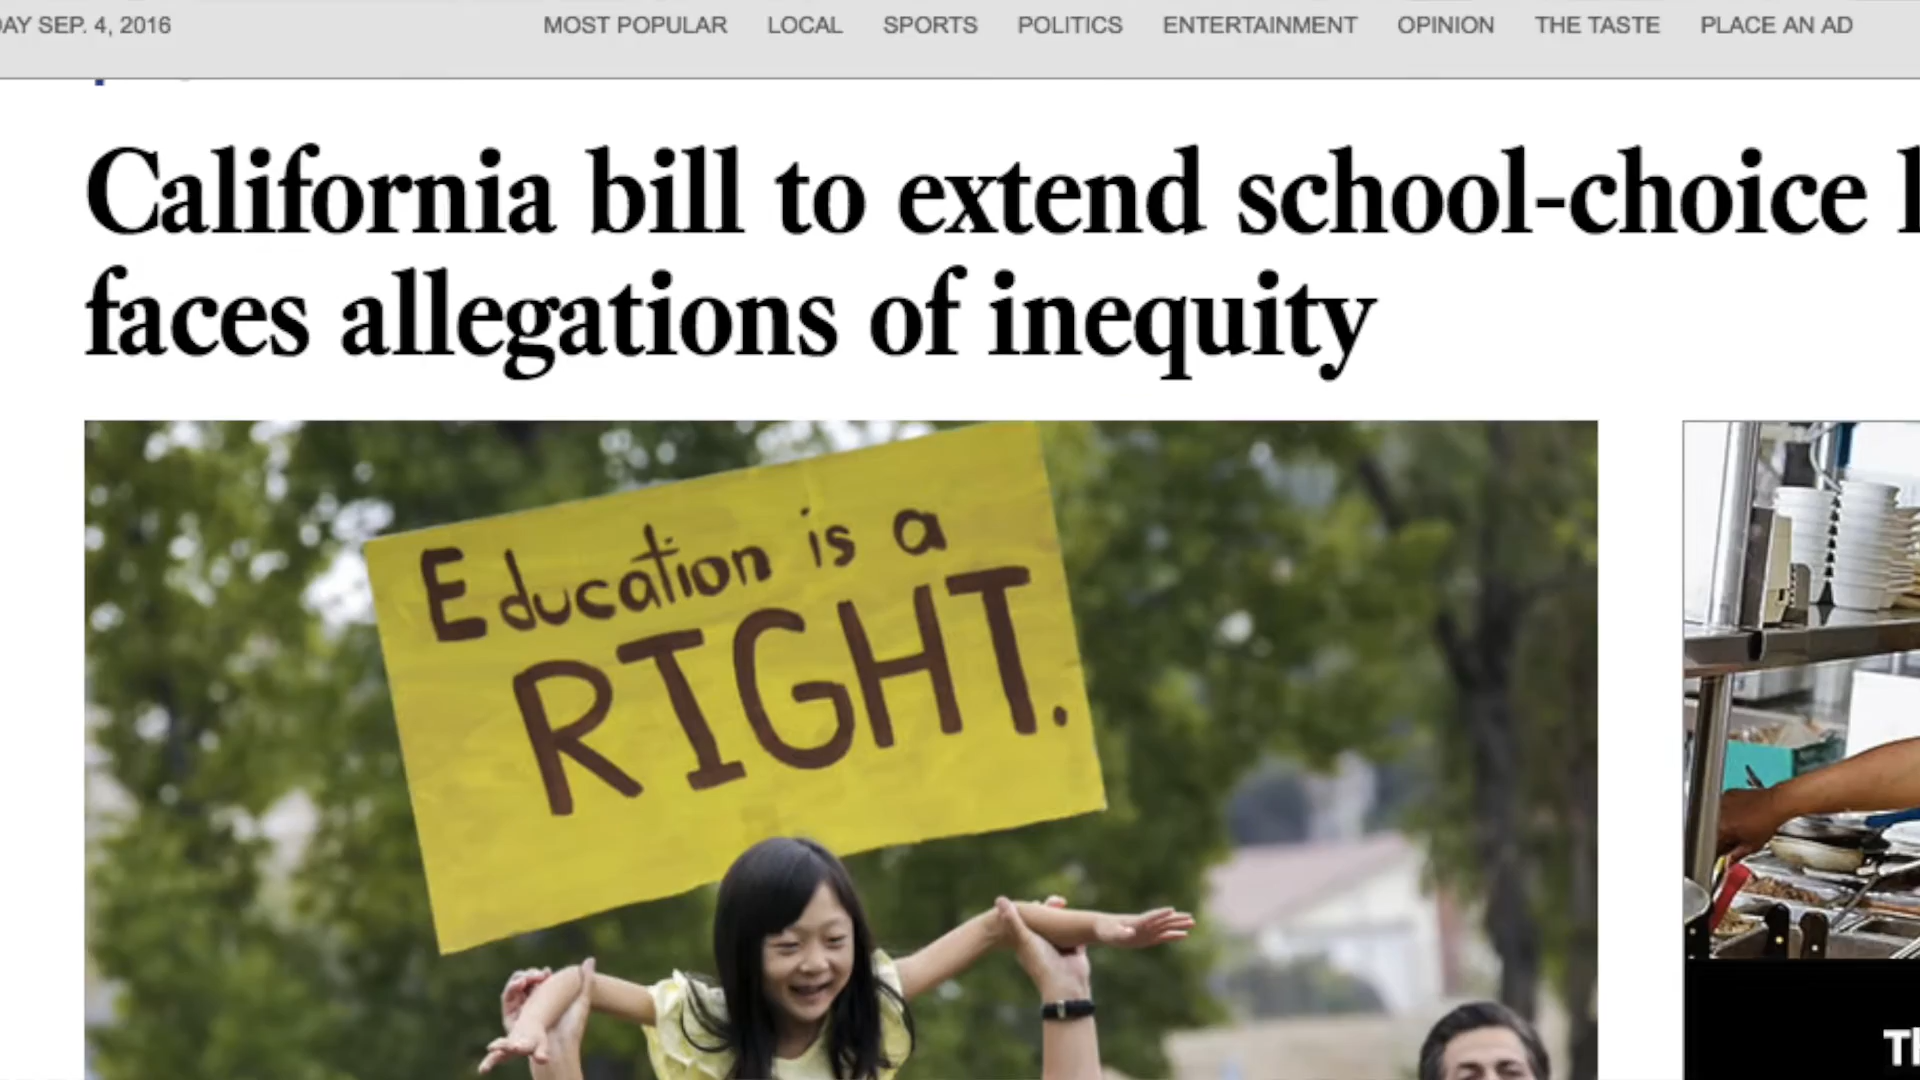 SEP. 4, 2016
MOST POPULAR LOCAL SPORTS POLITICS ENTERTAINMENT OPINION THE TASTE PLACE AN AD
California bill to extend school-choice
faces allegations of inequity
Education is a
RIGHT.